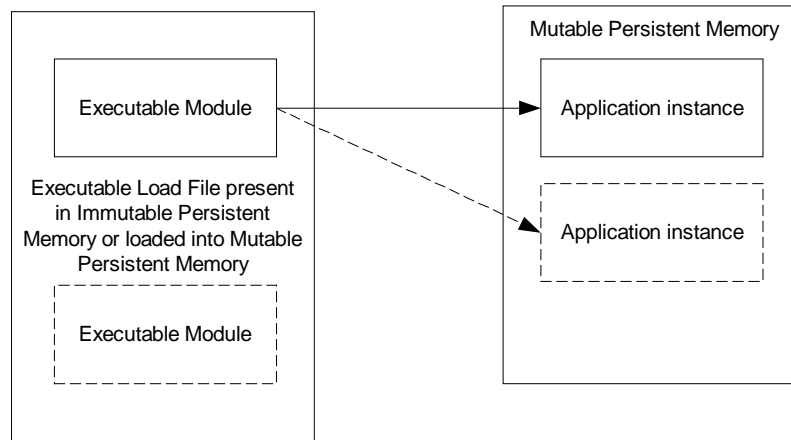 Executable Module
Executable Load File present
in Immutable Persistent
Memory or loaded into Mutable
Persistent Memory
Executable Module
Mutable Persistent Memory
Application instance
Application instance